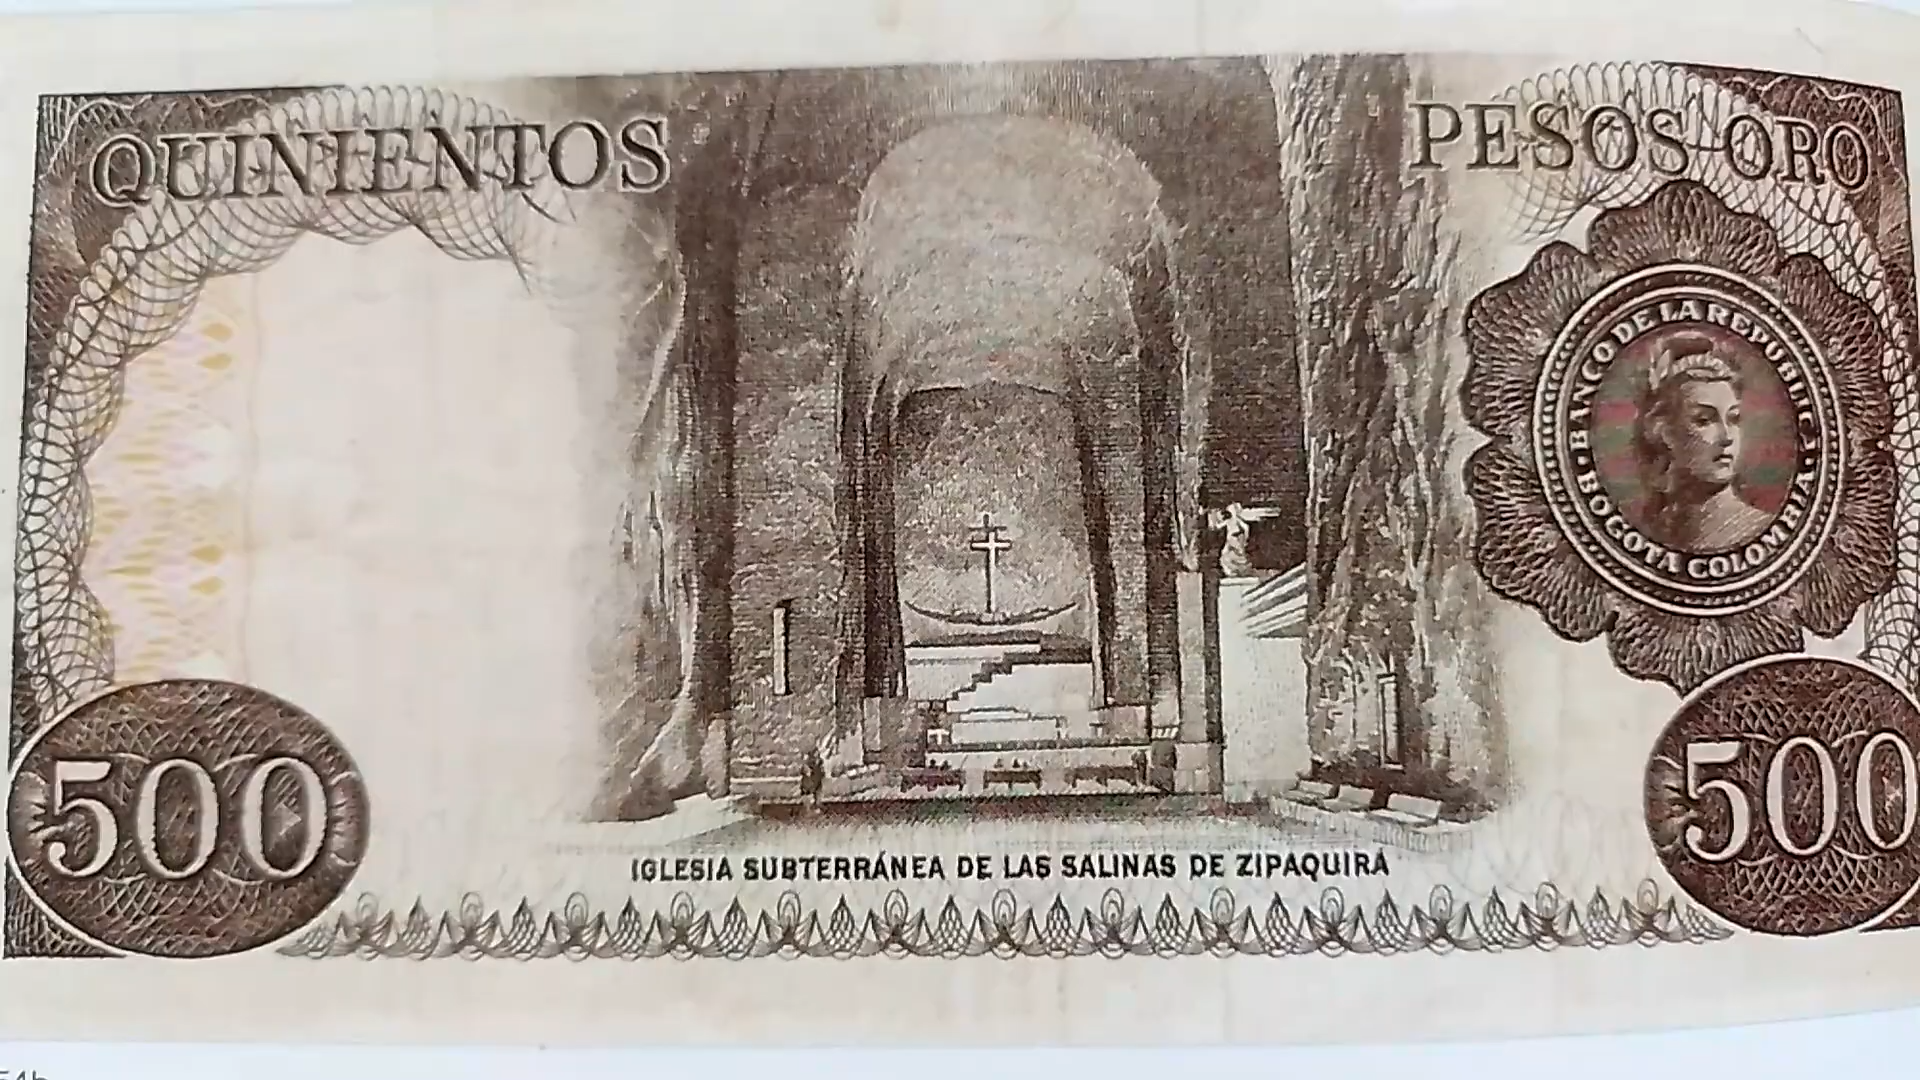 QUINIENTOS
PESOS ORO
BANCO DE LA REPUBLICA
BOGOTA COLOMBIA
500
500
IGLESIA SUBTERRÁNEA DE LAS SALINAS DE ZIPAQUIRÁ